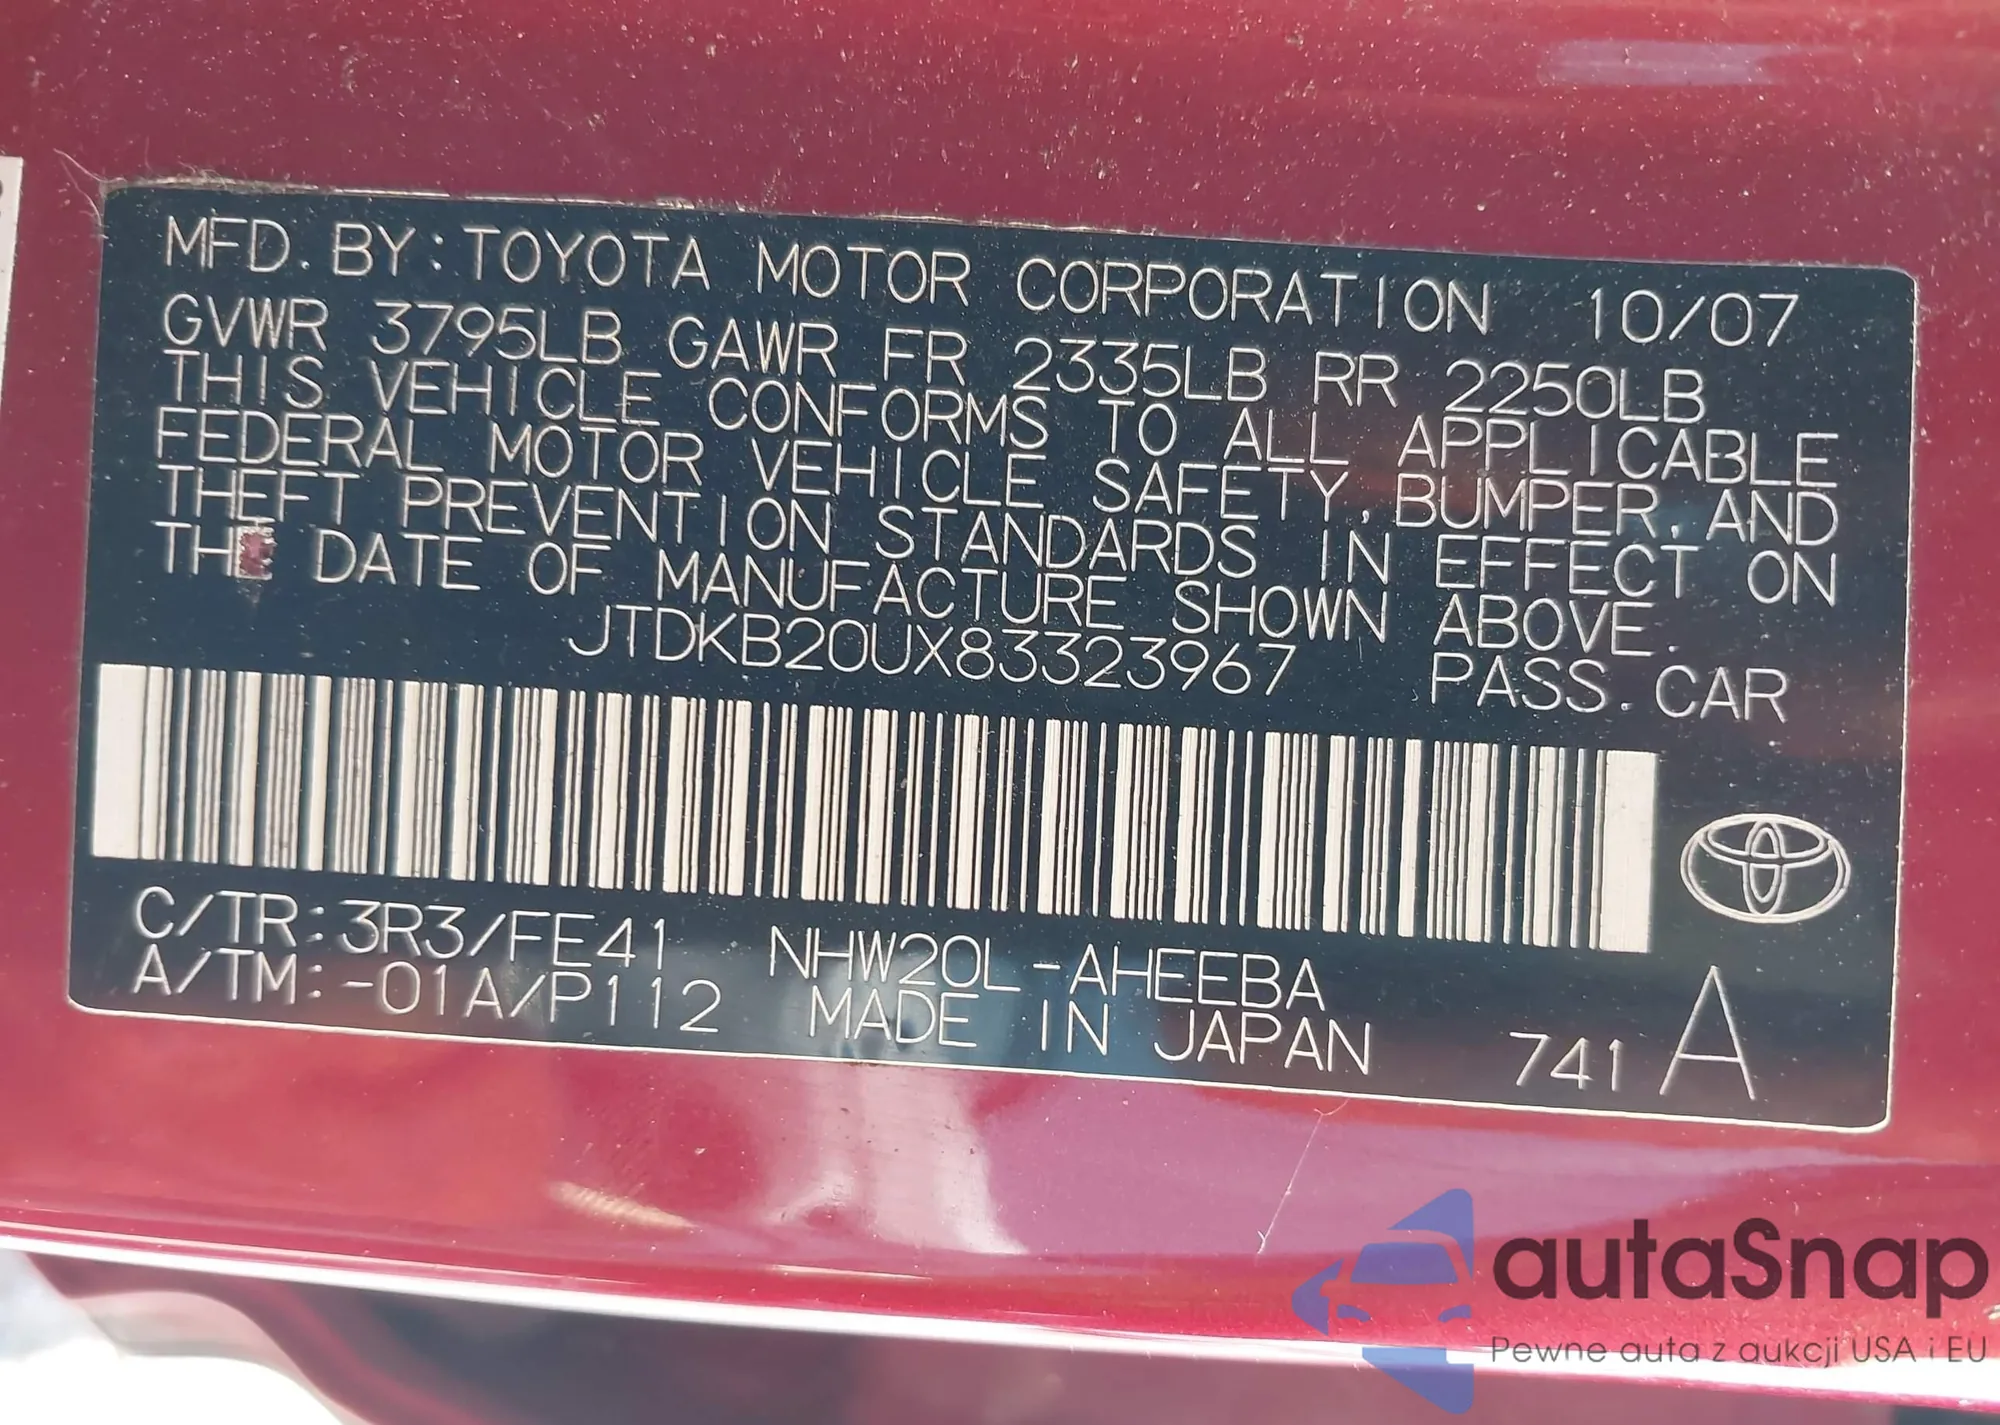 MFD. BY: TOYOTA MOTOR CORPORATION 10/07
GVWR 3795LB GAWR FR 2335LB RR 2250LB
THIS VEHICLE CONFORMS TO ALL APPLICABLE
FEDERAL MOTOR VEHICLE SAFETY, BUMPER, AND
THEFT PREVENTION STANDARDS IN EFFECT ON
THE DATE OF MANUFACTURE SHOWN ABOVE.
JTDKB20UX83323967 PASS. CAR
C/TR: 3R3/FE41 NHW20L-AHEEBA
A/TM: -01A/P112 MADE IN JAPAN 741 A
autaSnap
Pewne auta z aukcji USA i EU